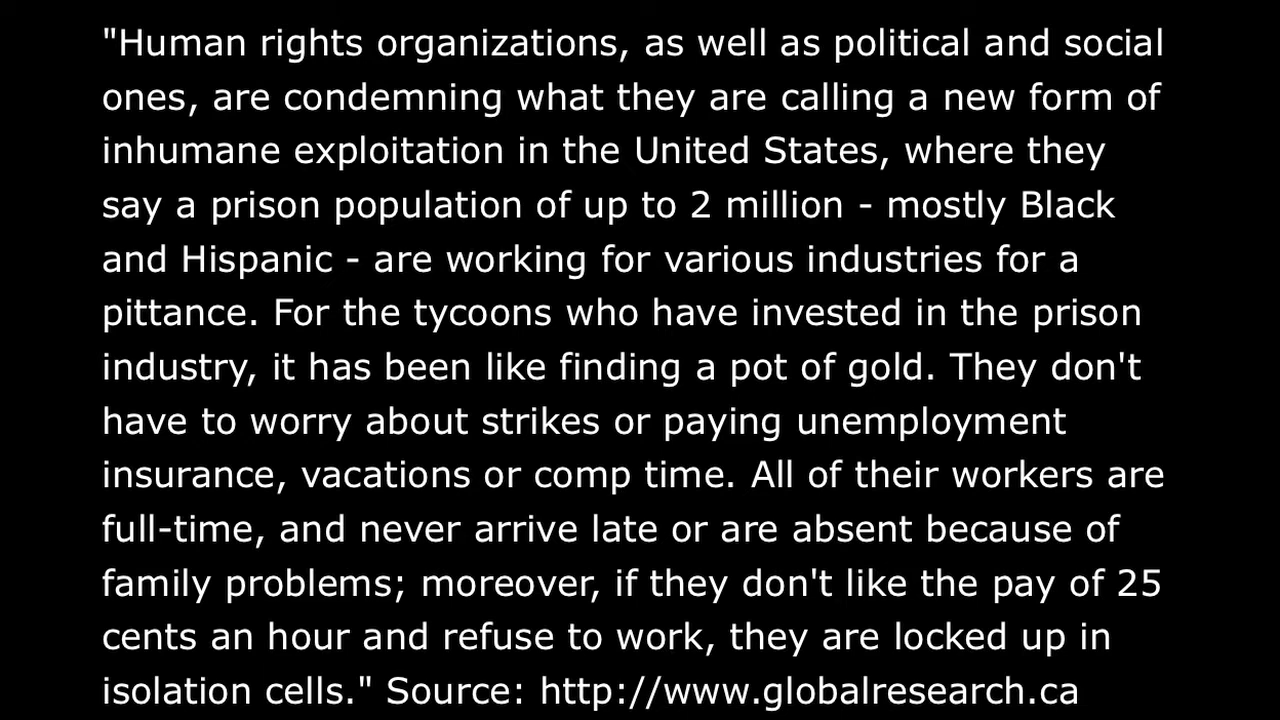 "Human rights organizations, as well as political and social
ones, are condemning what they are calling a new form of
inhumane exploitation in the United States, where they
say a prison population of up to 2 million - mostly Black
and Hispanic - are working for various industries for a
pittance. For the tycoons who have invested in the prison
industry, it has been like finding a pot of gold. They don't
have to worry about strikes or paying unemployment
insurance, vacations or comp time. All of their workers are
full-time, and never arrive late or are absent because of
family problems; moreover, if they don't like the pay of 25
cents an hour and refuse to work, they are locked up in
isolation cells." Source: http://www.globalresearch.ca